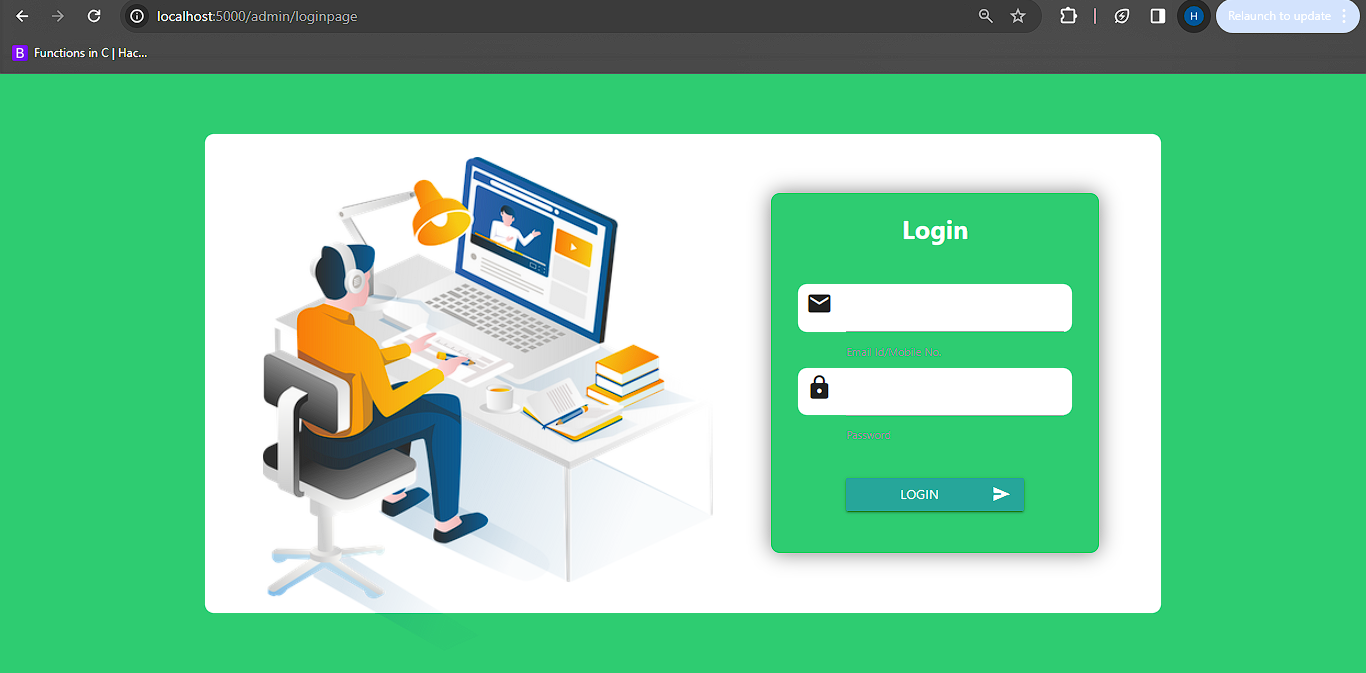 localhost:5000/admin/loginpage
Relaunch to update
H
B Functions in C | Hac...
Login
Email Id/Mobile No.
Password
LOGIN